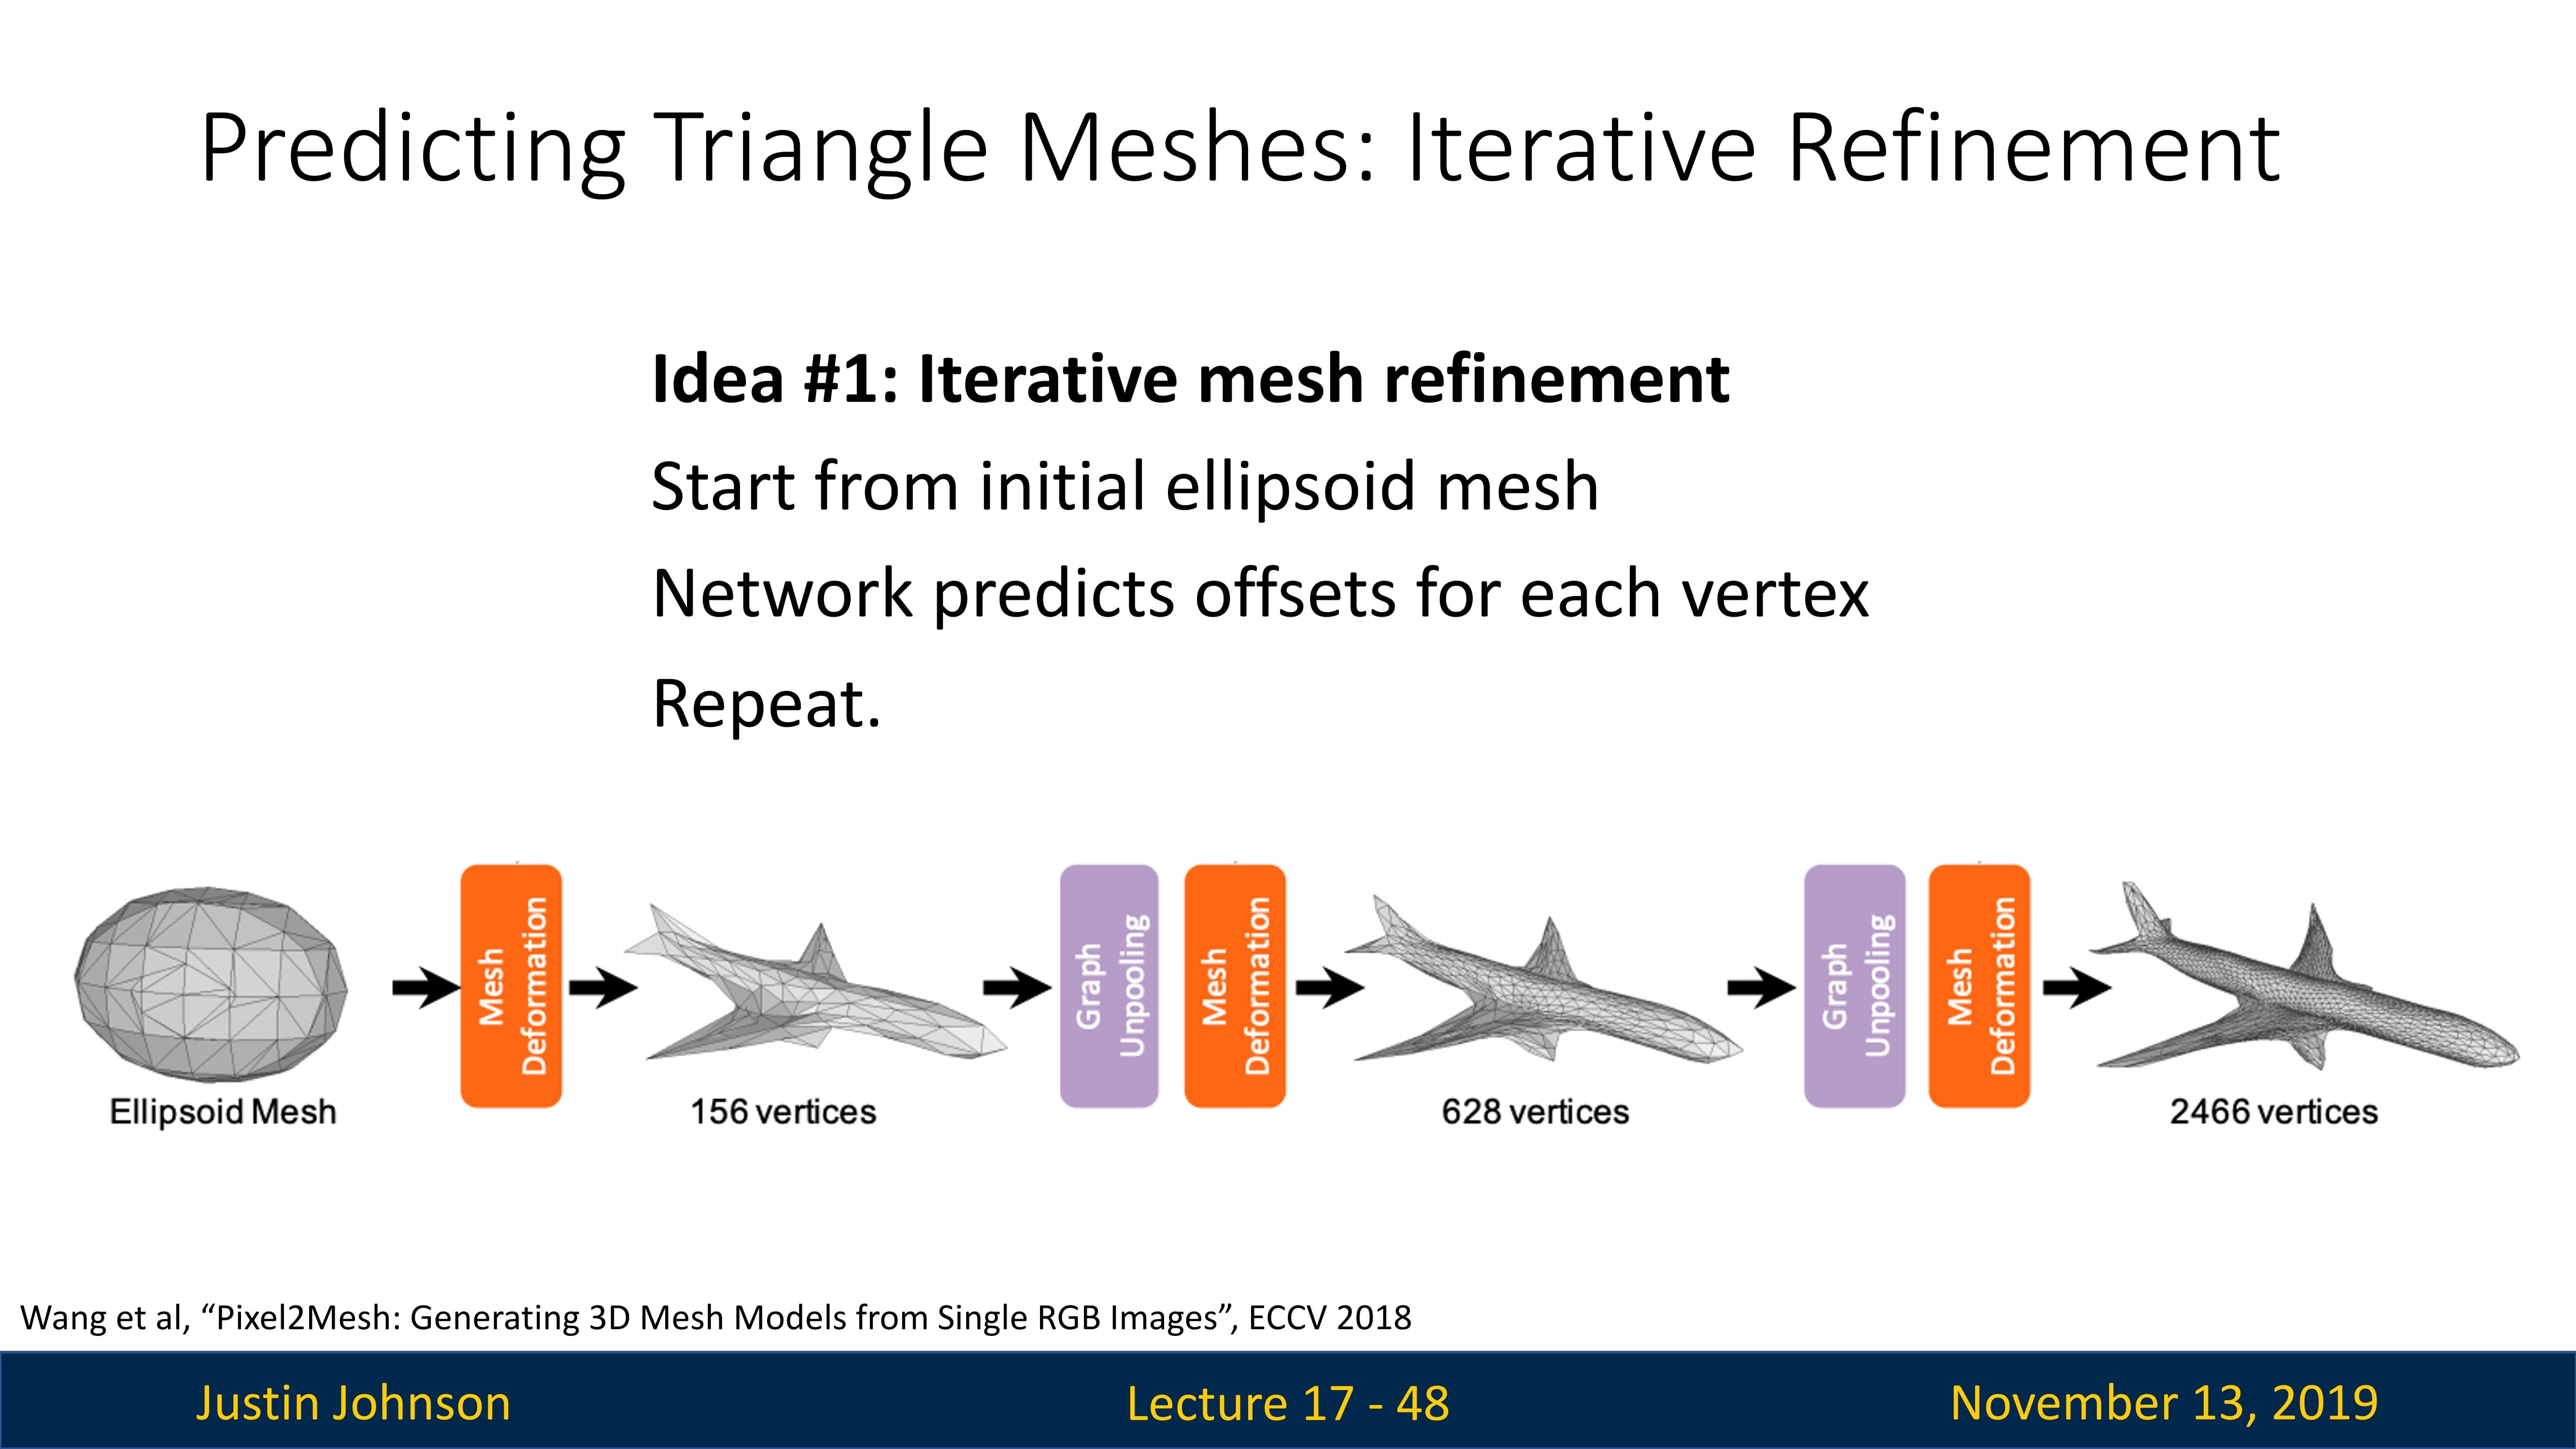 Predicting Triangle Meshes: Iterative Refinement
Idea #1: Iterative mesh refinement
Start from initial ellipsoid mesh
Network predicts offsets for each vertex
Repeat.
Mesh
Deformation
Graph
Unpooling
Mesh
Deformation
Graph
Unpooling
Mesh
Deformation
Ellipsoid Mesh
156 vertices
628 vertices
2466 vertices
Wang et al, “Pixel2Mesh: Generating 3D Mesh Models from Single RGB Images”, ECCV 2018
Justin Johnson
Lecture 17 - 48
November 13, 2019